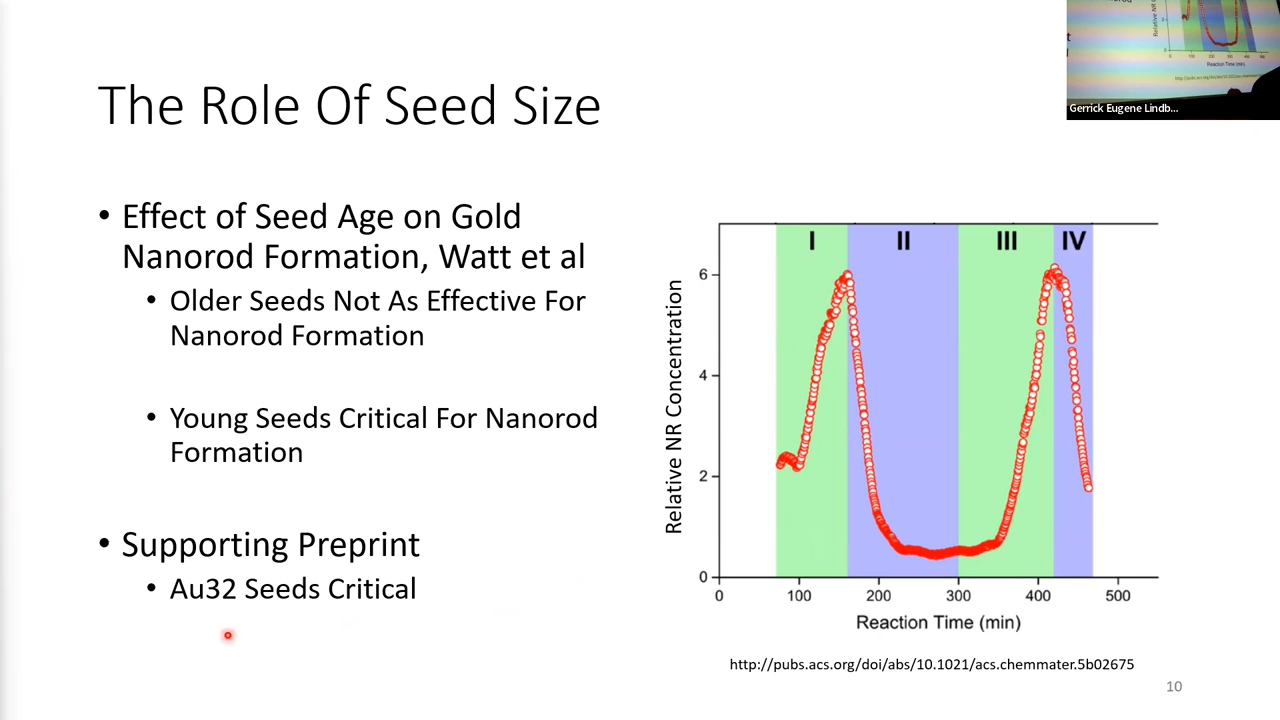 The Role Of Seed Size
• Effect of Seed Age on Gold
Nanorod Formation, Watt et al
• Older Seeds Not As Effective For
Nanorod Formation
• Young Seeds Critical For Nanorod
Formation
• Supporting Preprint
• Au32 Seeds Critical
Relative NR Concentration
I II III IV
6
4
2
0
0 100 200 300 400 500
Reaction Time (min)
http://pubs.acs.org/doi/abs/10.1021/acs.chemmater.5b02675
10
Gerrick Eugene Lindb...
Reaction Time (min)